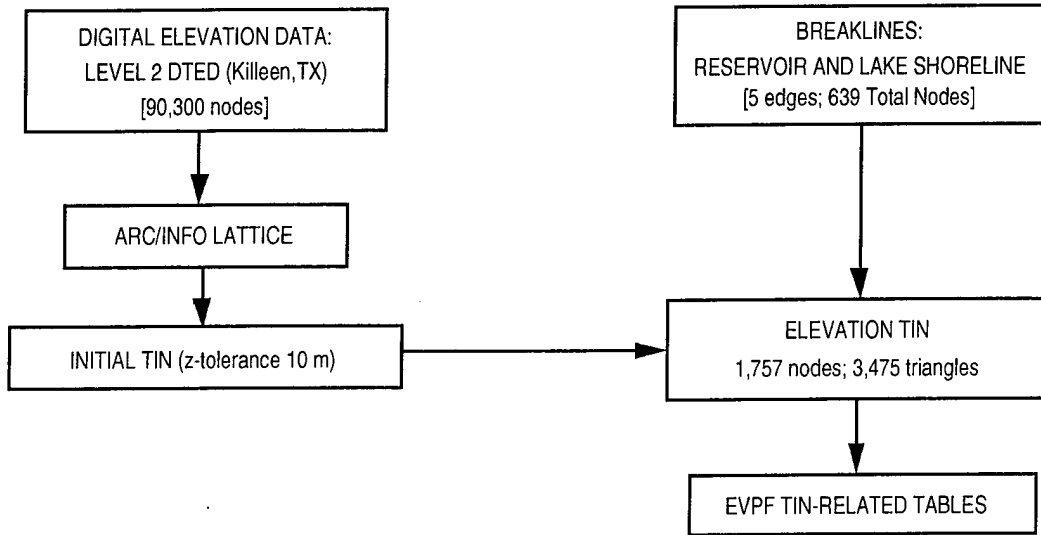 DIGITAL ELEVATION DATA:
LEVEL 2 DTED (Killeen,TX)
[90,300 nodes]
BREAKLINES:
RESERVOIR AND LAKE SHORELINE
[5 edges; 639 Total Nodes]
ARC/INFO LATTICE
INITIAL TIN (z-tolerance 10 m)
ELEVATION TIN
1,757 nodes; 3,475 triangles
EVPF TIN-RELATED TABLES